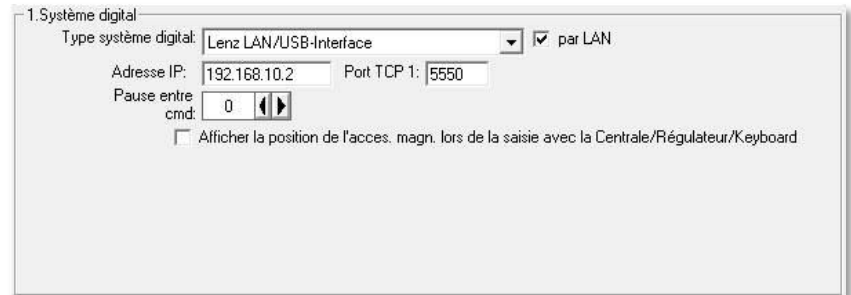 1.Système digital
Type système digital: Lenz LAN/USB-Interface par LAN
Adresse IP: 192.168.10.2 Port TCP 1: 5550
Pause entre
cmd: 0
Afficher la position de l'acces. magn. lors de la saisie avec la Centrale/Régulateur/Keyboard